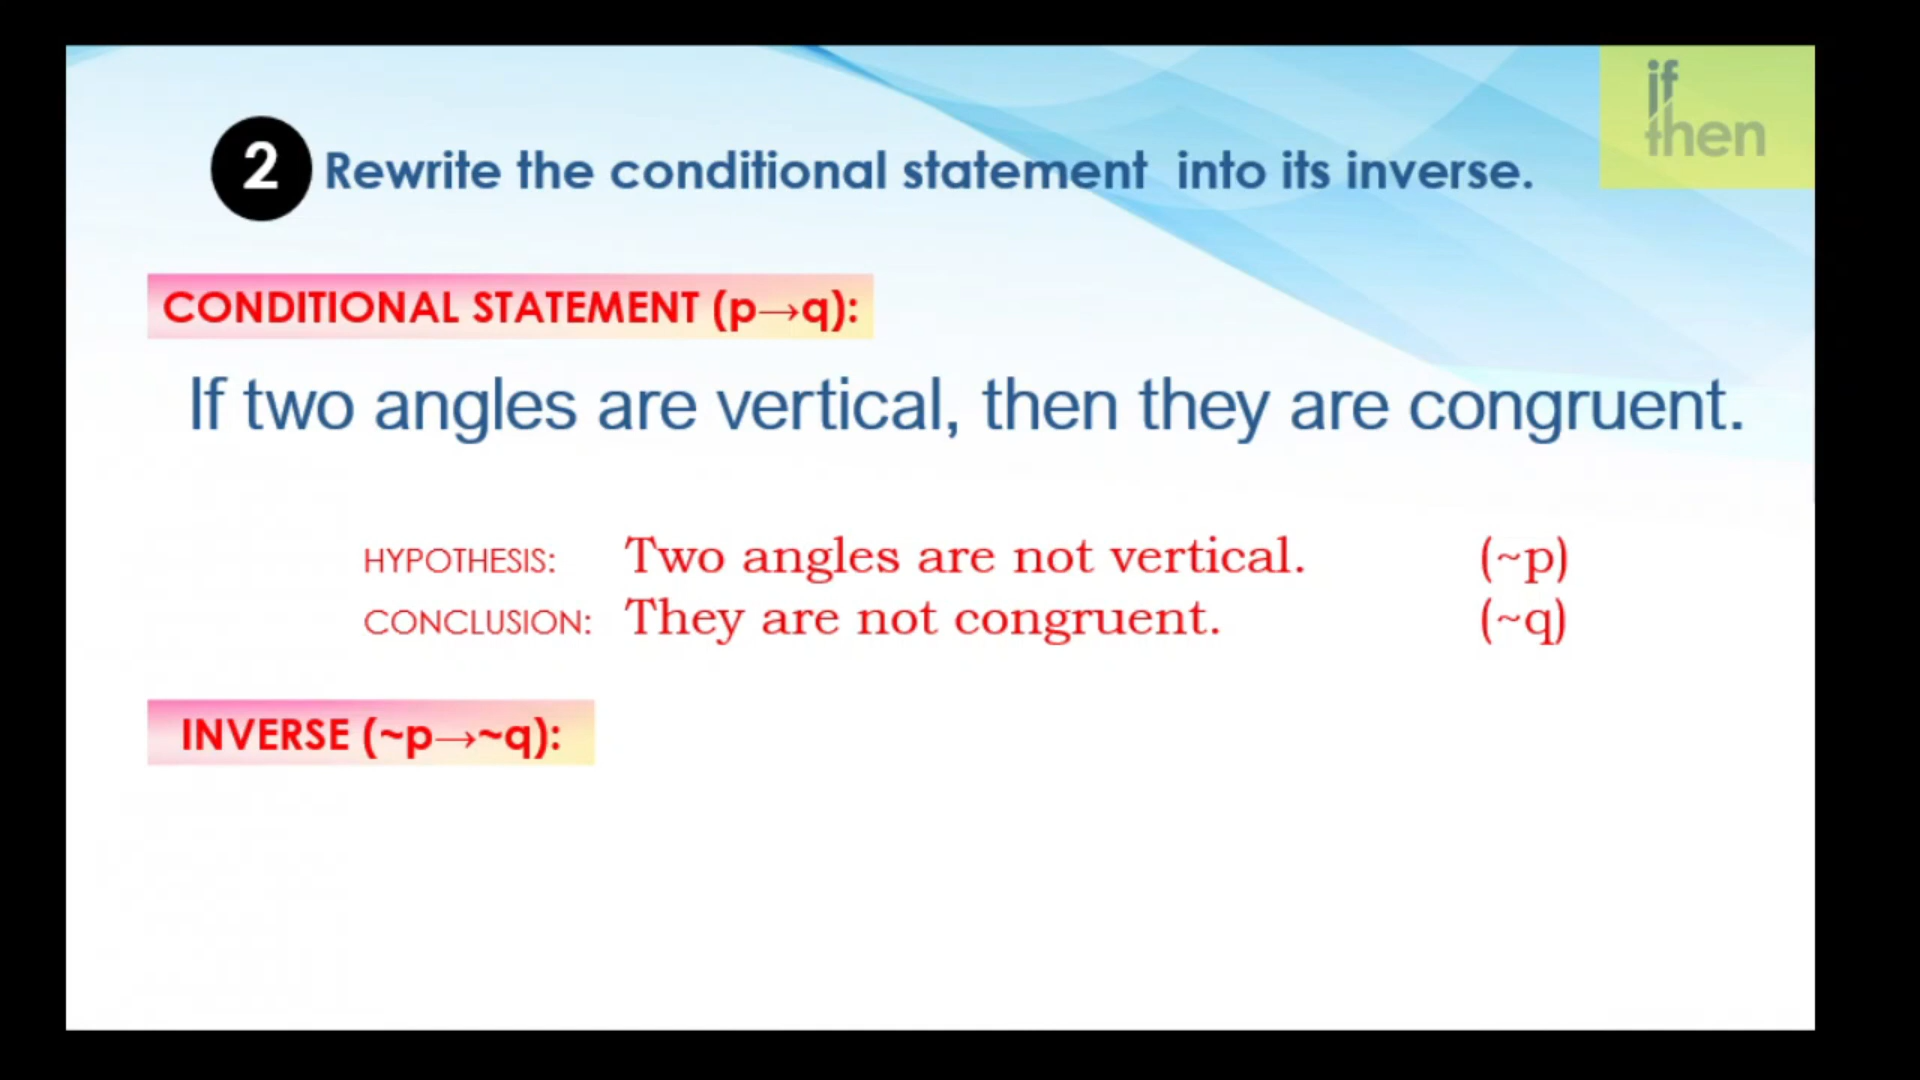 if
then
2 Rewrite the conditional statement into its inverse.
CONDITIONAL STATEMENT (p→q):
If two angles are vertical, then they are congruent.
HYPOTHESIS: Two angles are not vertical. (~p)
CONCLUSION: They are not congruent. (~q)
INVERSE (~p→~q):